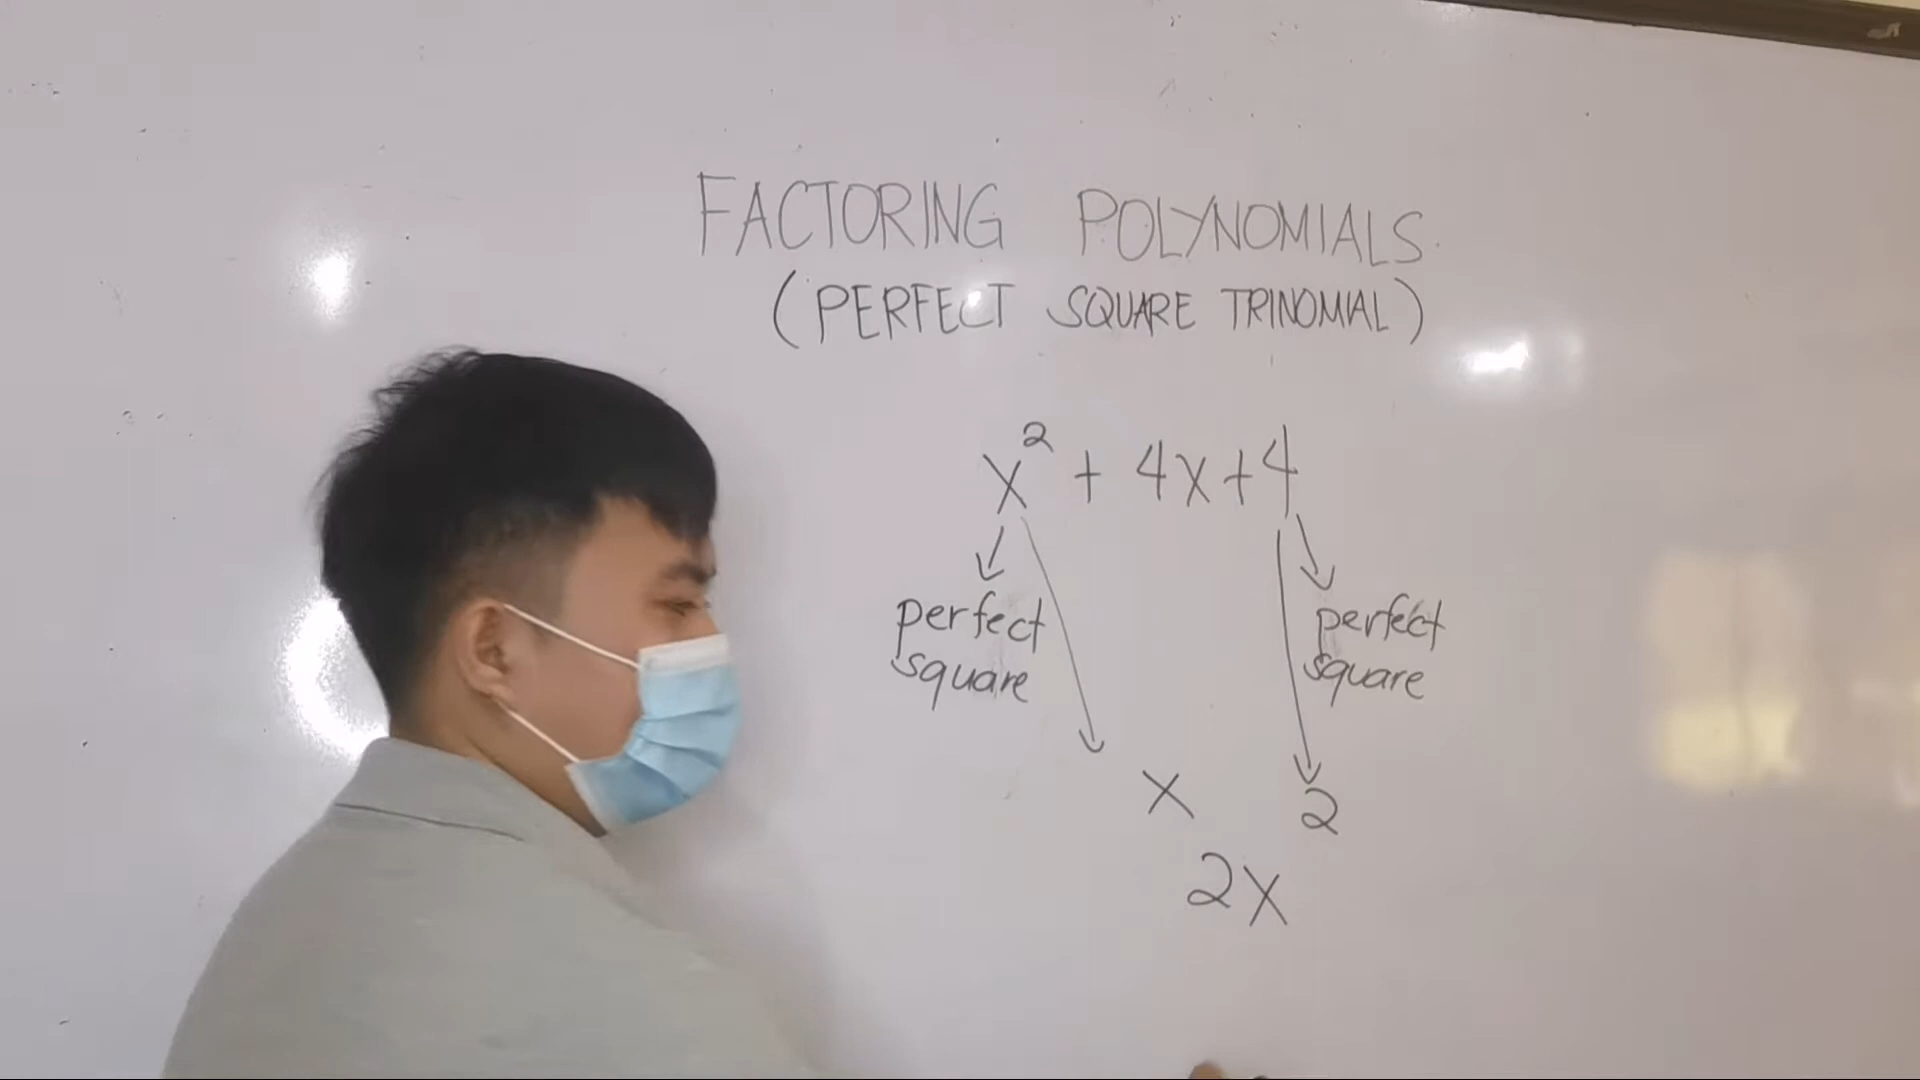 FACTORING POLYNOMIALS
(PERFECT SQUARE TRINOMIAL)
x² + 4x + 4
perfect perfect
square square
x 2
2x